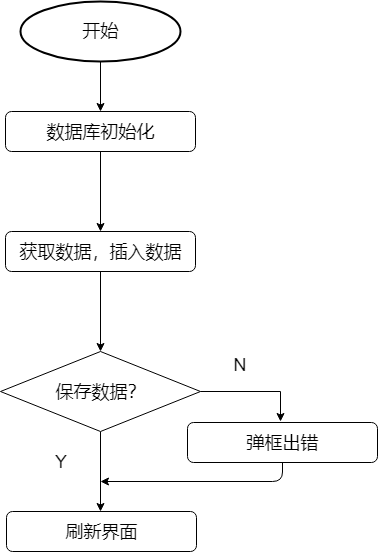 开始
数据库初始化
获取数据，插入数据
保存数据？
N
弹框出错
Y
刷新界面